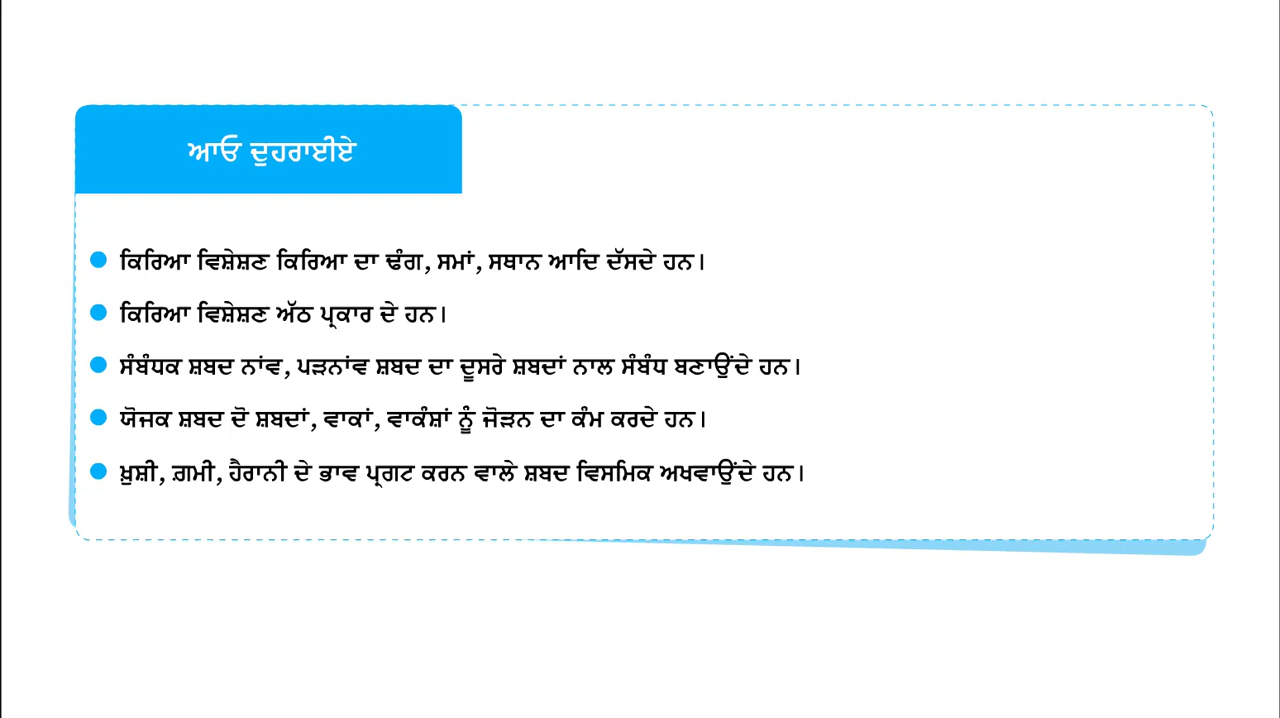 ਆਓ ਦੁਹਰਾਈਏ
ਕਿਰਿਆ ਵਿਸ਼ੇਸ਼ਣ ਕਿਰਿਆ ਦਾ ਢੰਗ, ਸਮਾਂ, ਸਥਾਨ ਆਦਿ ਦੱਸਦੇ ਹਨ।
ਕਿਰਿਆ ਵਿਸ਼ੇਸ਼ਣ ਅੱਠ ਪ੍ਰਕਾਰ ਦੇ ਹਨ।
ਸੰਬੰਧਕ ਸ਼ਬਦ ਨਾਂਵ, ਪੜਨਾਂਵ ਸ਼ਬਦ ਦਾ ਦੂਸਰੇ ਸ਼ਬਦਾਂ ਨਾਲ ਸੰਬੰਧ ਬਣਾਉਂਦੇ ਹਨ।
ਯੋਜਕ ਸ਼ਬਦ ਦੋ ਸ਼ਬਦਾਂ, ਵਾਕਾਂ, ਵਾਕੰਸ਼ਾਂ ਨੂੰ ਜੋੜਨ ਦਾ ਕੰਮ ਕਰਦੇ ਹਨ।
ਖ਼ੁਸ਼ੀ, ਗ਼ਮੀ, ਹੈਰਾਨੀ ਦੇ ਭਾਵ ਪ੍ਰਗਟ ਕਰਨ ਵਾਲੇ ਸ਼ਬਦ ਵਿਸਮਿਕ ਅਖਵਾਉਂਦੇ ਹਨ।